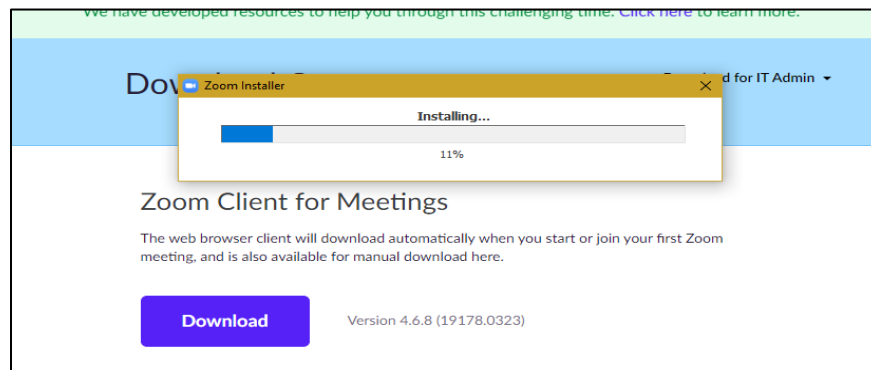 We have developed resources to help you through this challenging time. Click here to learn more.
Dow
d for IT Admin
Zoom Installer
Installing...
11%
Zoom Client for Meetings
The web browser client will download automatically when you start or join your first Zoom
meeting, and is also available for manual download here.
Download
Version 4.6.8 (19178.0323)